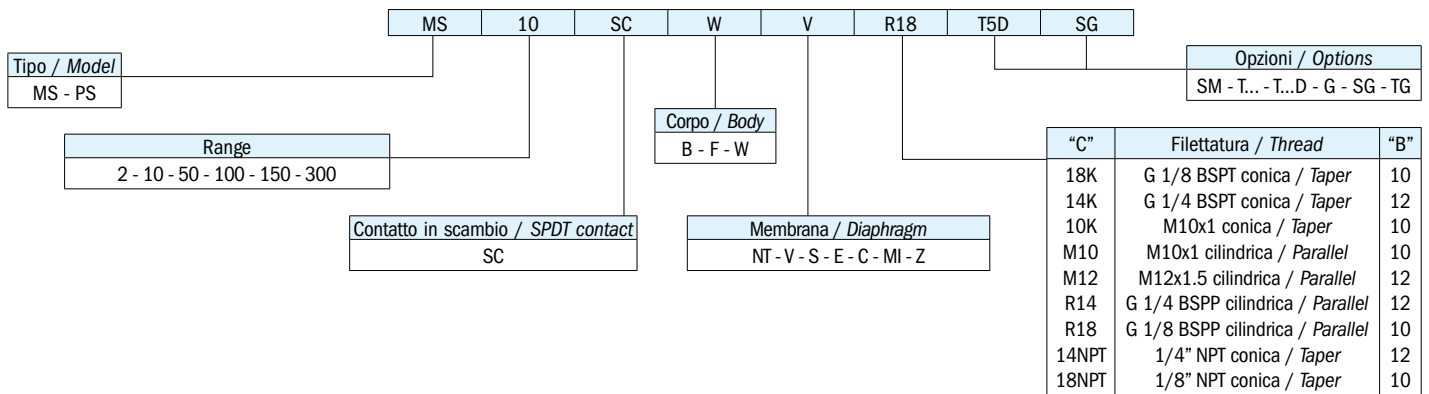 MS 10 SC W V R18 T5D SG
Tipo / Model
MS - PS
Opzioni / Options
SM - T... - T...D - G - SG - TG
Corpo / Body
B - F - W
Range
2 - 10 - 50 - 100 - 150 - 300
Contatto in scambio / SPDT contact
SC
Membrana / Diaphragm
NT - V - S - E - C - MI - Z
“C” Filettatura / Thread “B”
18K G 1/8 BSPT conica / Taper 10
14K G 1/4 BSPT conica / Taper 12
10K M10x1 conica / Taper 10
M10 M10x1 cilindrica / Parallel 10
M12 M12x1.5 cilindrica / Parallel 12
R14 G 1/4 BSPP cilindrica / Parallel 12
R18 G 1/8 BSPP cilindrica / Parallel 10
14NPT 1/4” NPT conica / Taper 12
18NPT 1/8” NPT conica / Taper 10